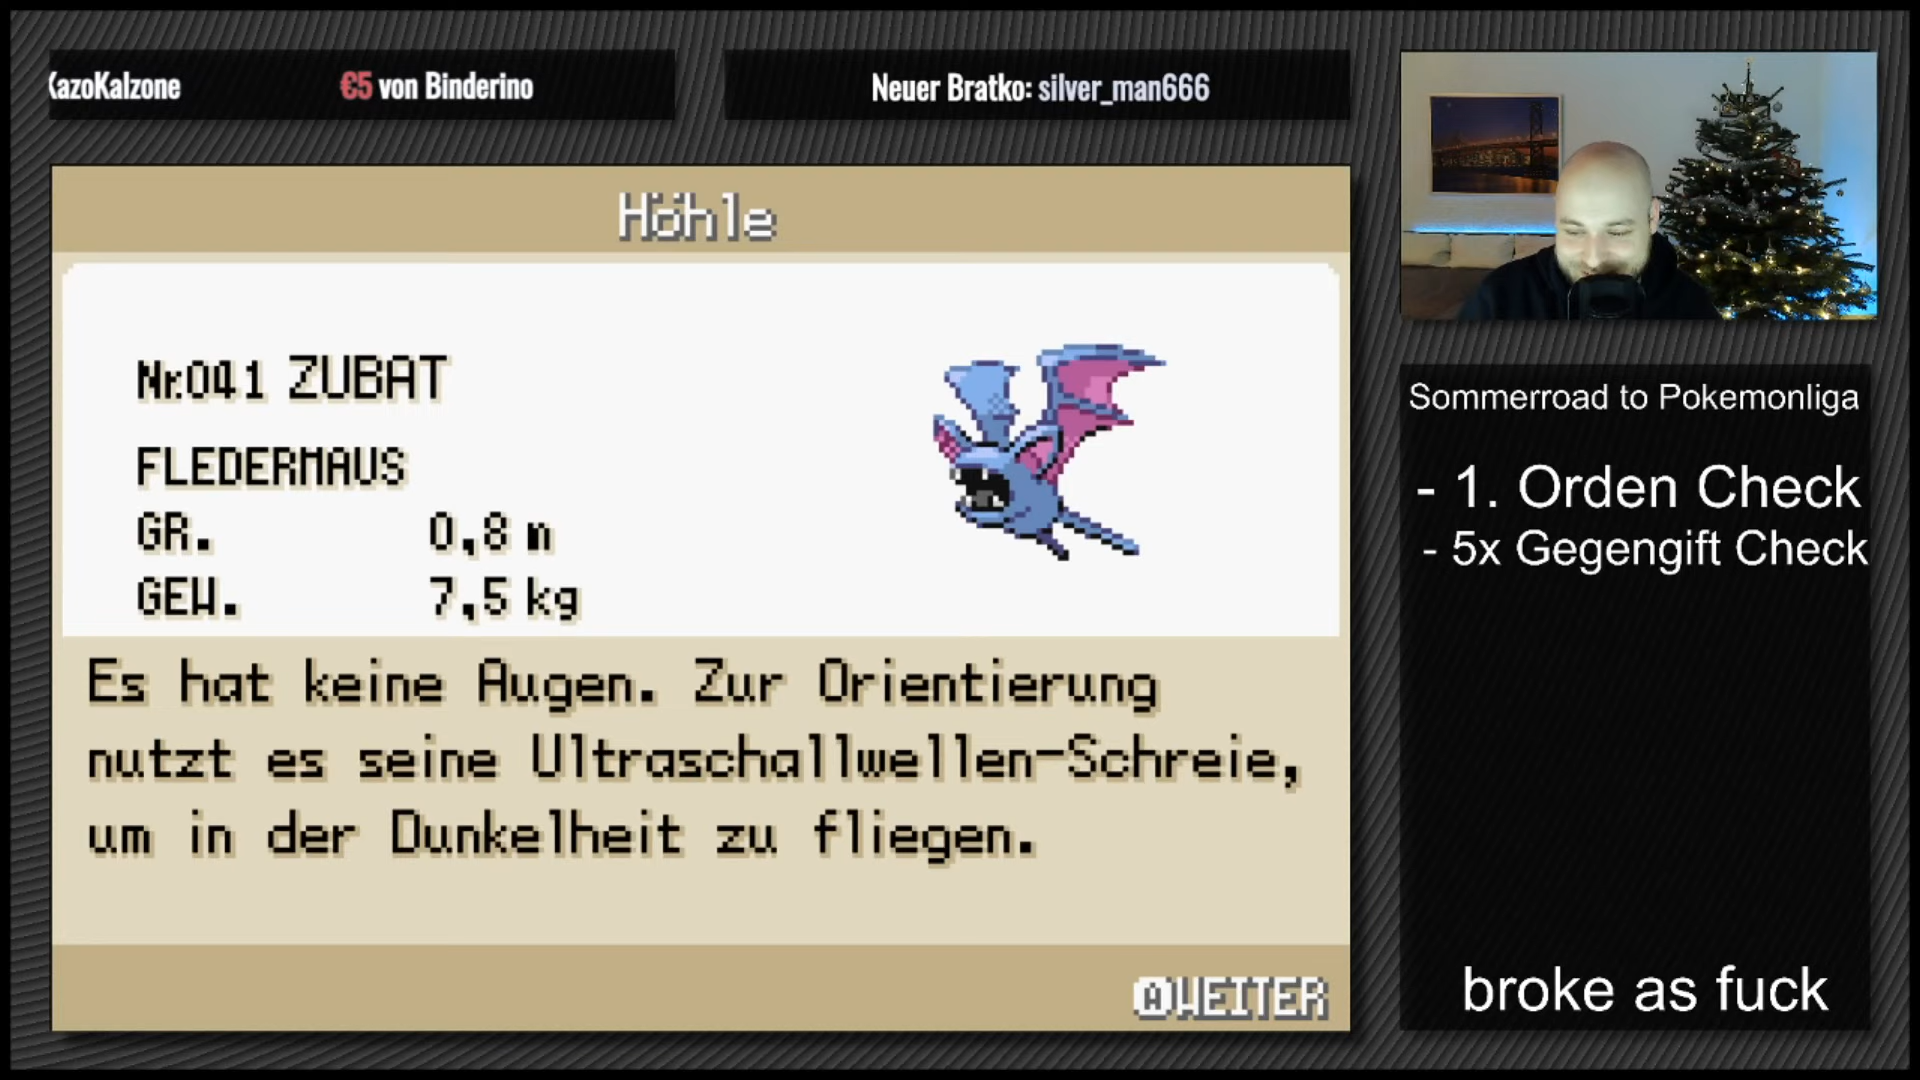 KazoKalzone €5 von Binderino
Neuer Bratko: silver_man666
Höhle
Nr.041 ZUBAT
FLEDERMAUS
GR. 0,8 m
GEW. 7,5 kg
Es hat keine Augen. Zur Orientierung
nutzt es seine Ultraschallwellen-Schreie,
um in der Dunkelheit zu fliegen.
Ⓐ WEITER
Sommerroad to Pokemonliga
- 1. Orden Check
- 5x Gegengift Check
broke as fuck